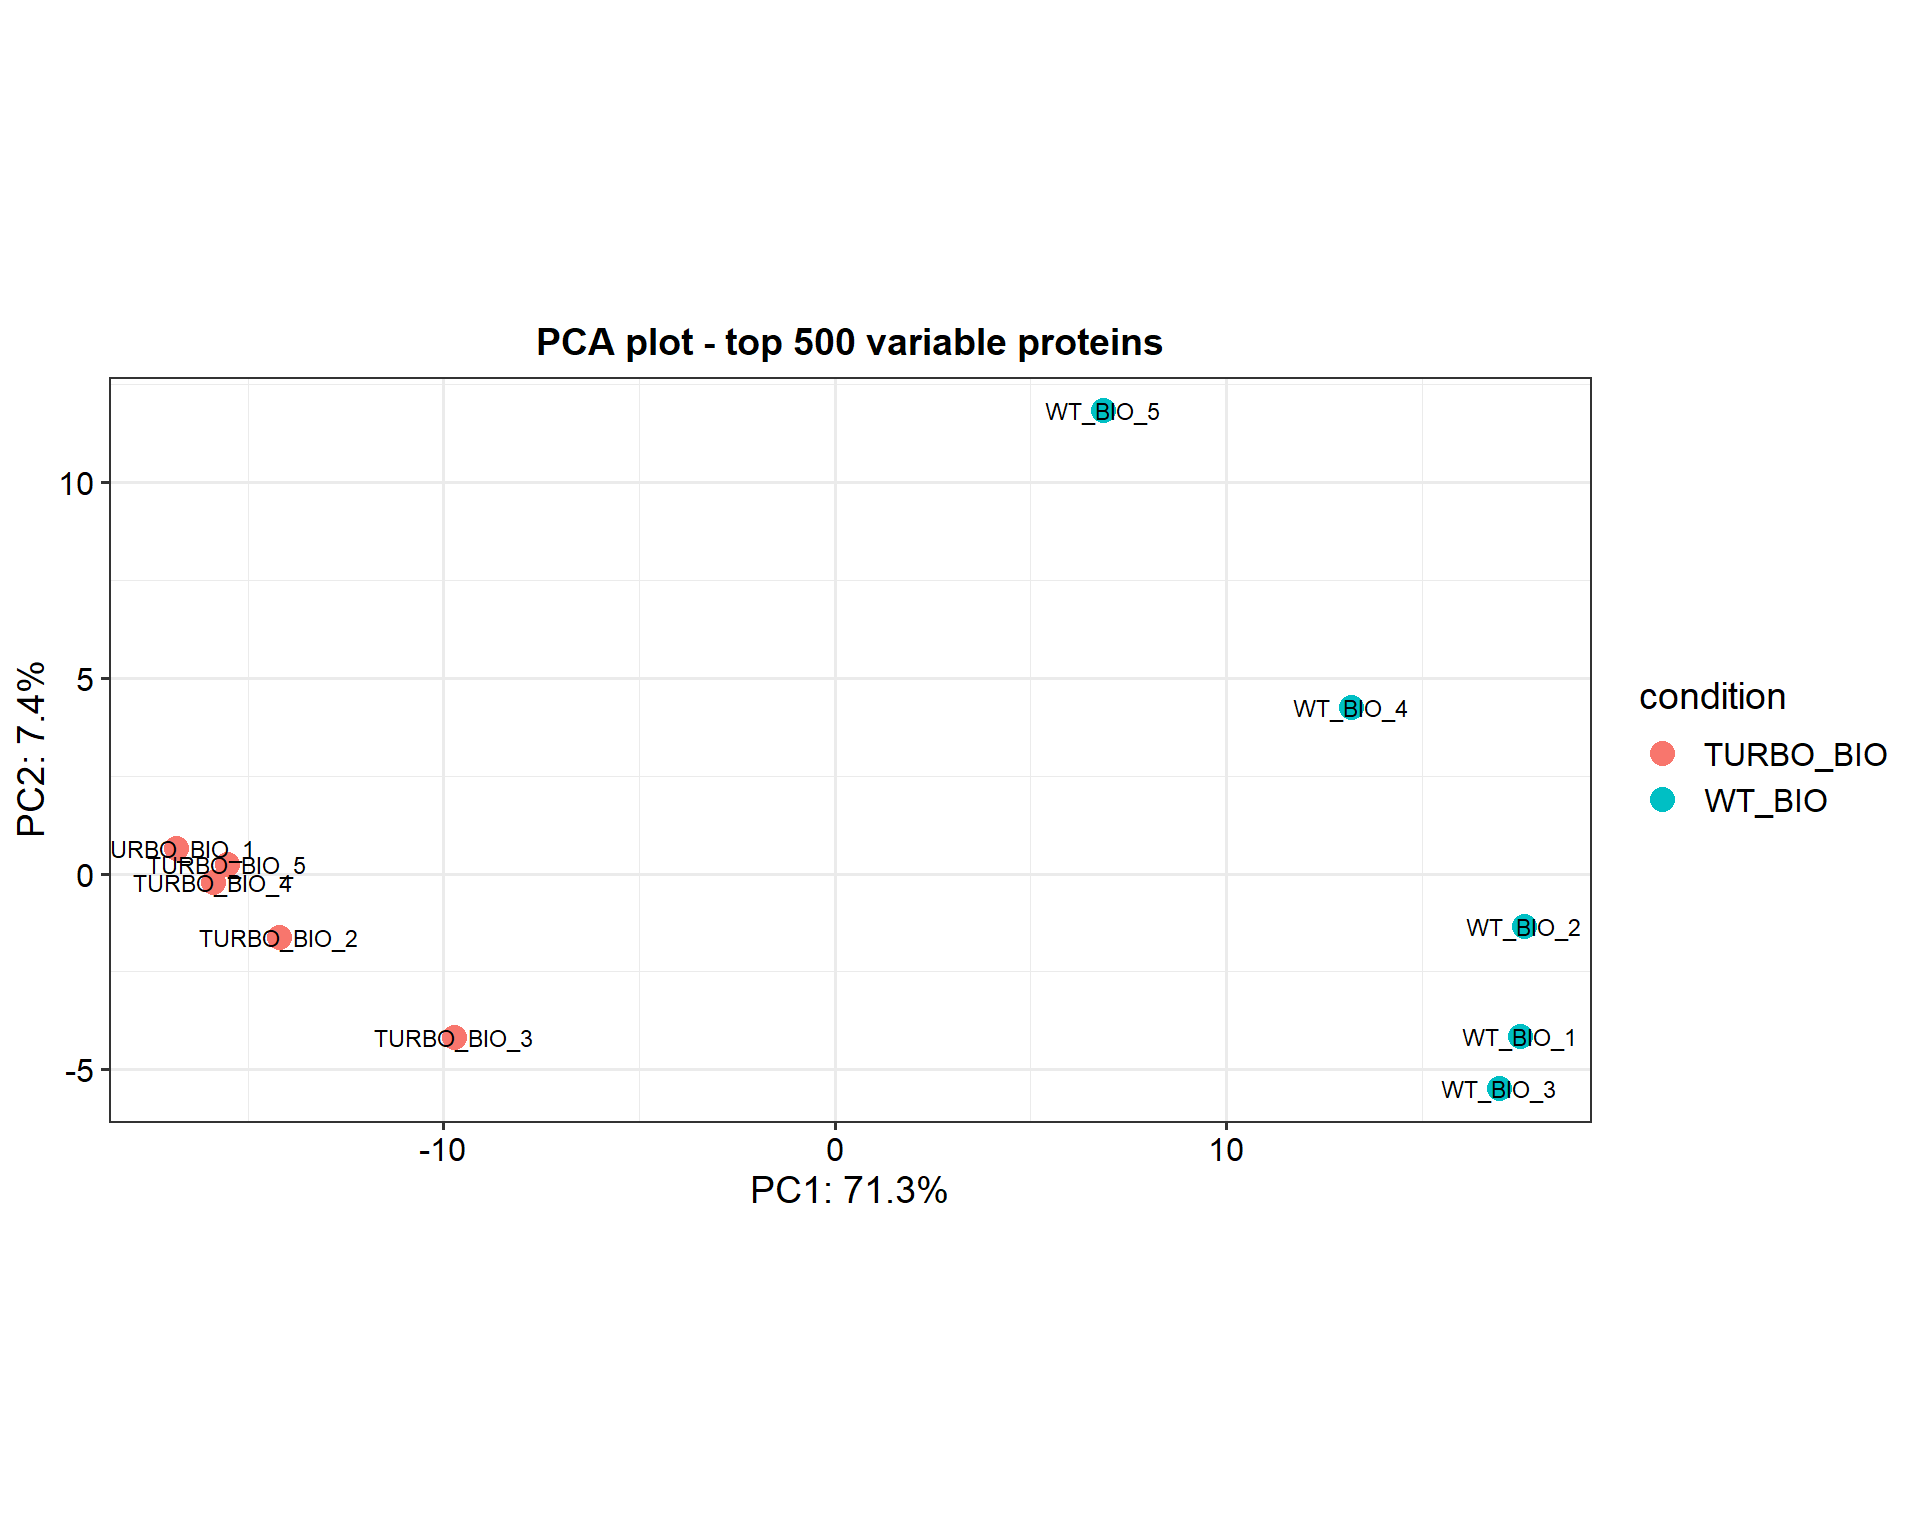 PCA plot - top 500 variable proteins
WT_BIO_5
10
PC2: 7.4%
5
WT_BIO_4
condition
TURBO_BIO
WT_BIO
URBO_BIO_1
TURBO_BIO_5
0
TURBO_BIO_4
TURBO_BIO_2
WT_BIO_2
TURBO_BIO_3
WT_BIO_1
-5
WT_BIO_3
-10 0 10
PC1: 71.3%